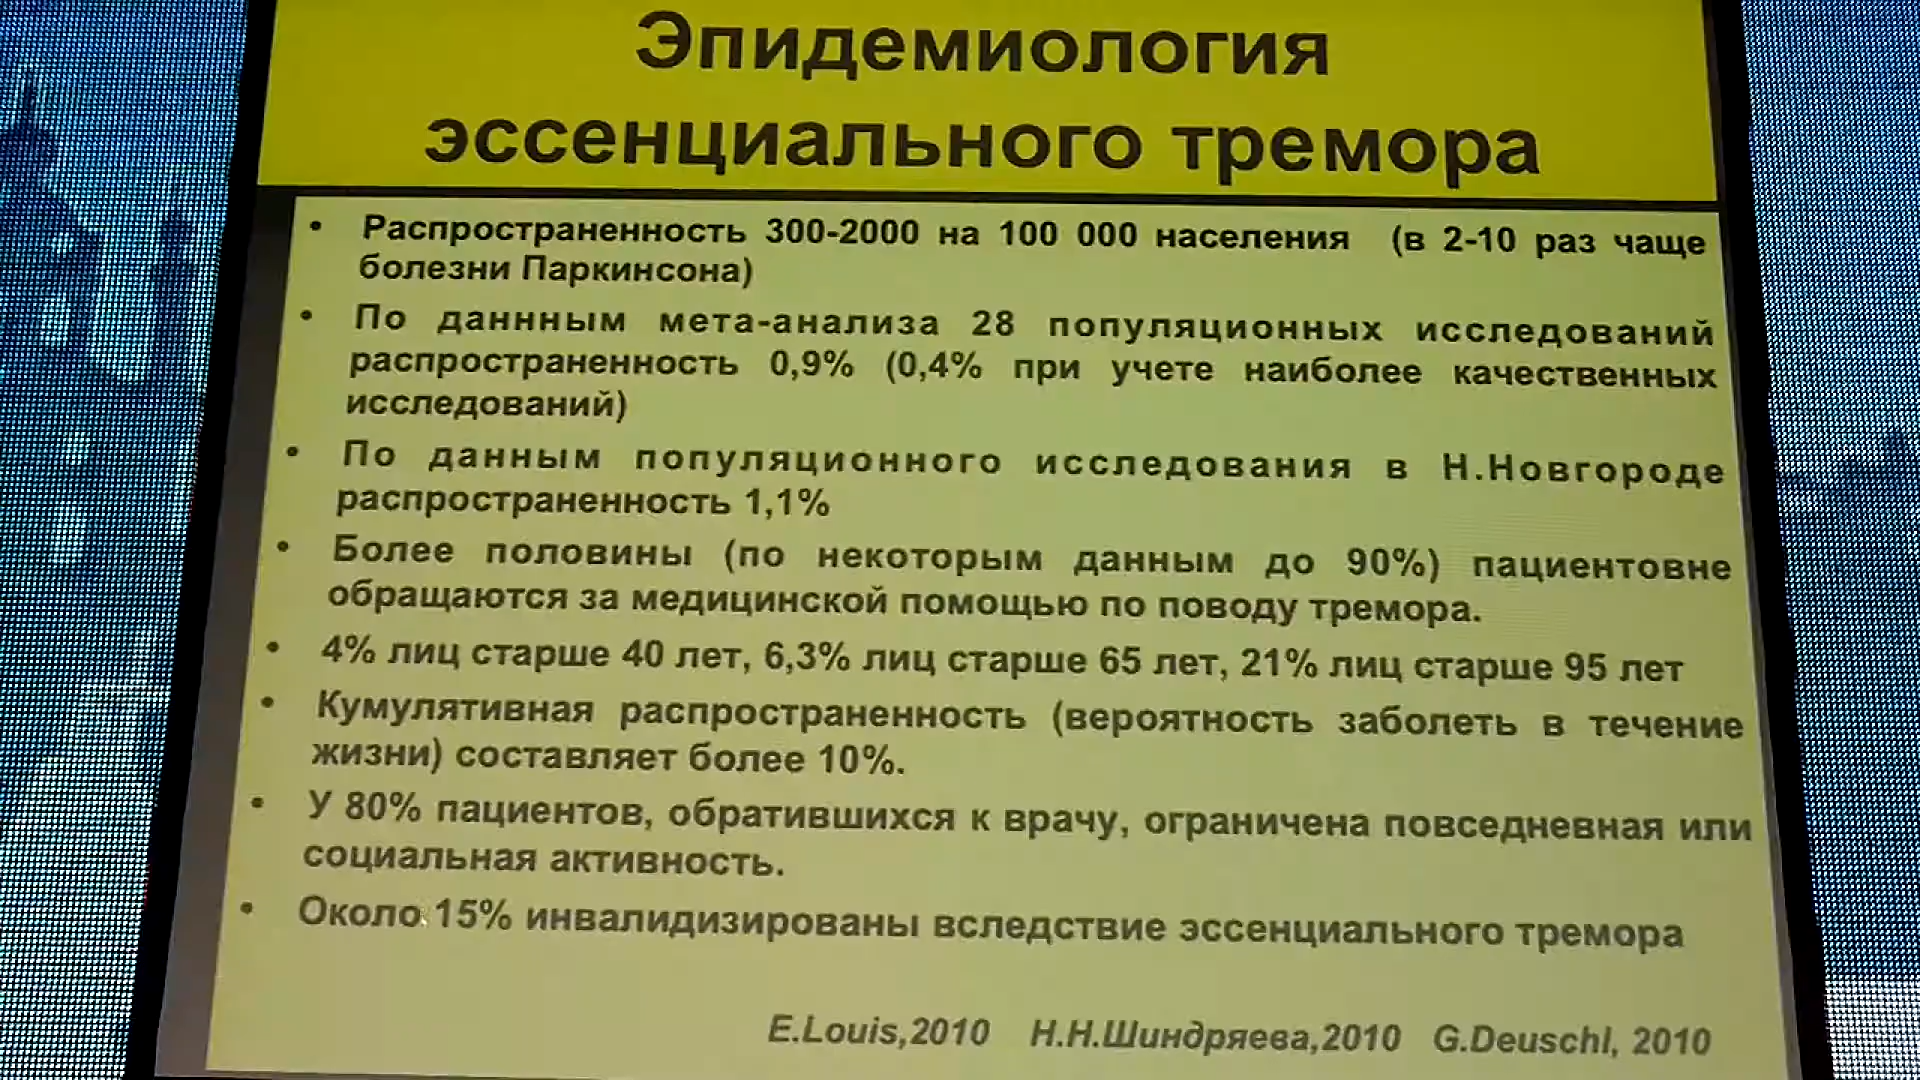 Эпидемиология
эссенциального тремора
• Распространенность 300-2000 на 100 000 населения (в 2-10 раз чаще
болезни Паркинсона)
• По даннным мета-анализа 28 популяционных исследований
распространенность 0,9% (0,4% при учете наиболее качественных
исследований)
• По данным популяционного исследования в Н.Новгороде
распространенность 1,1%
• Более половины (по некоторым данным до 90%) пациентовне
обращаются за медицинской помощью по поводу тремора.
• 4% лиц старше 40 лет, 6,3% лиц старше 65 лет, 21% лиц старше 95 лет
• Кумулятивная распространенность (вероятность заболеть в течение
жизни) составляет более 10%.
• У 80% пациентов, обратившихся к врачу, ограничена повседневная или
социальная активность.
• Около 15% инвалидизированы вследствие эссенциального тремора
E.Louis,2010 Н.Н.Шиндряева,2010 G.Deuschl, 2010